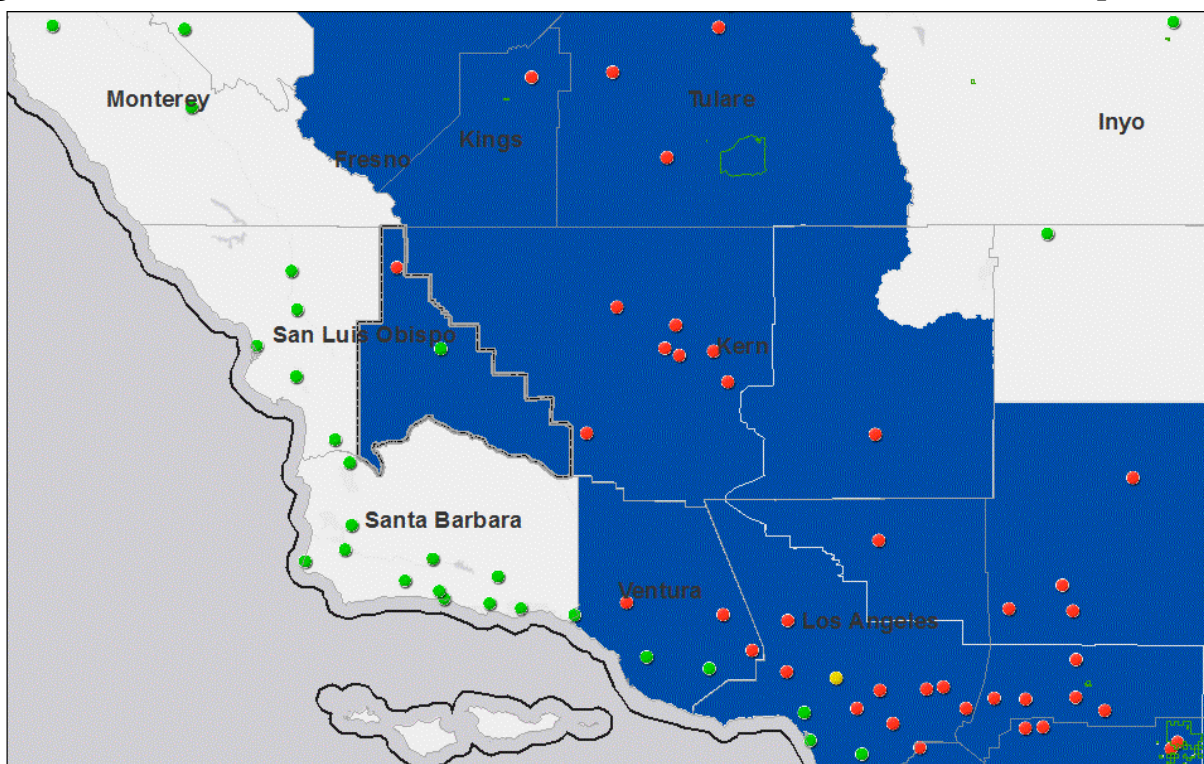 Monterey
Tulare
Inyo
Kings
Fresno
San Luis Obispo
Kern
Santa Barbara
Ventura
Los Angeles